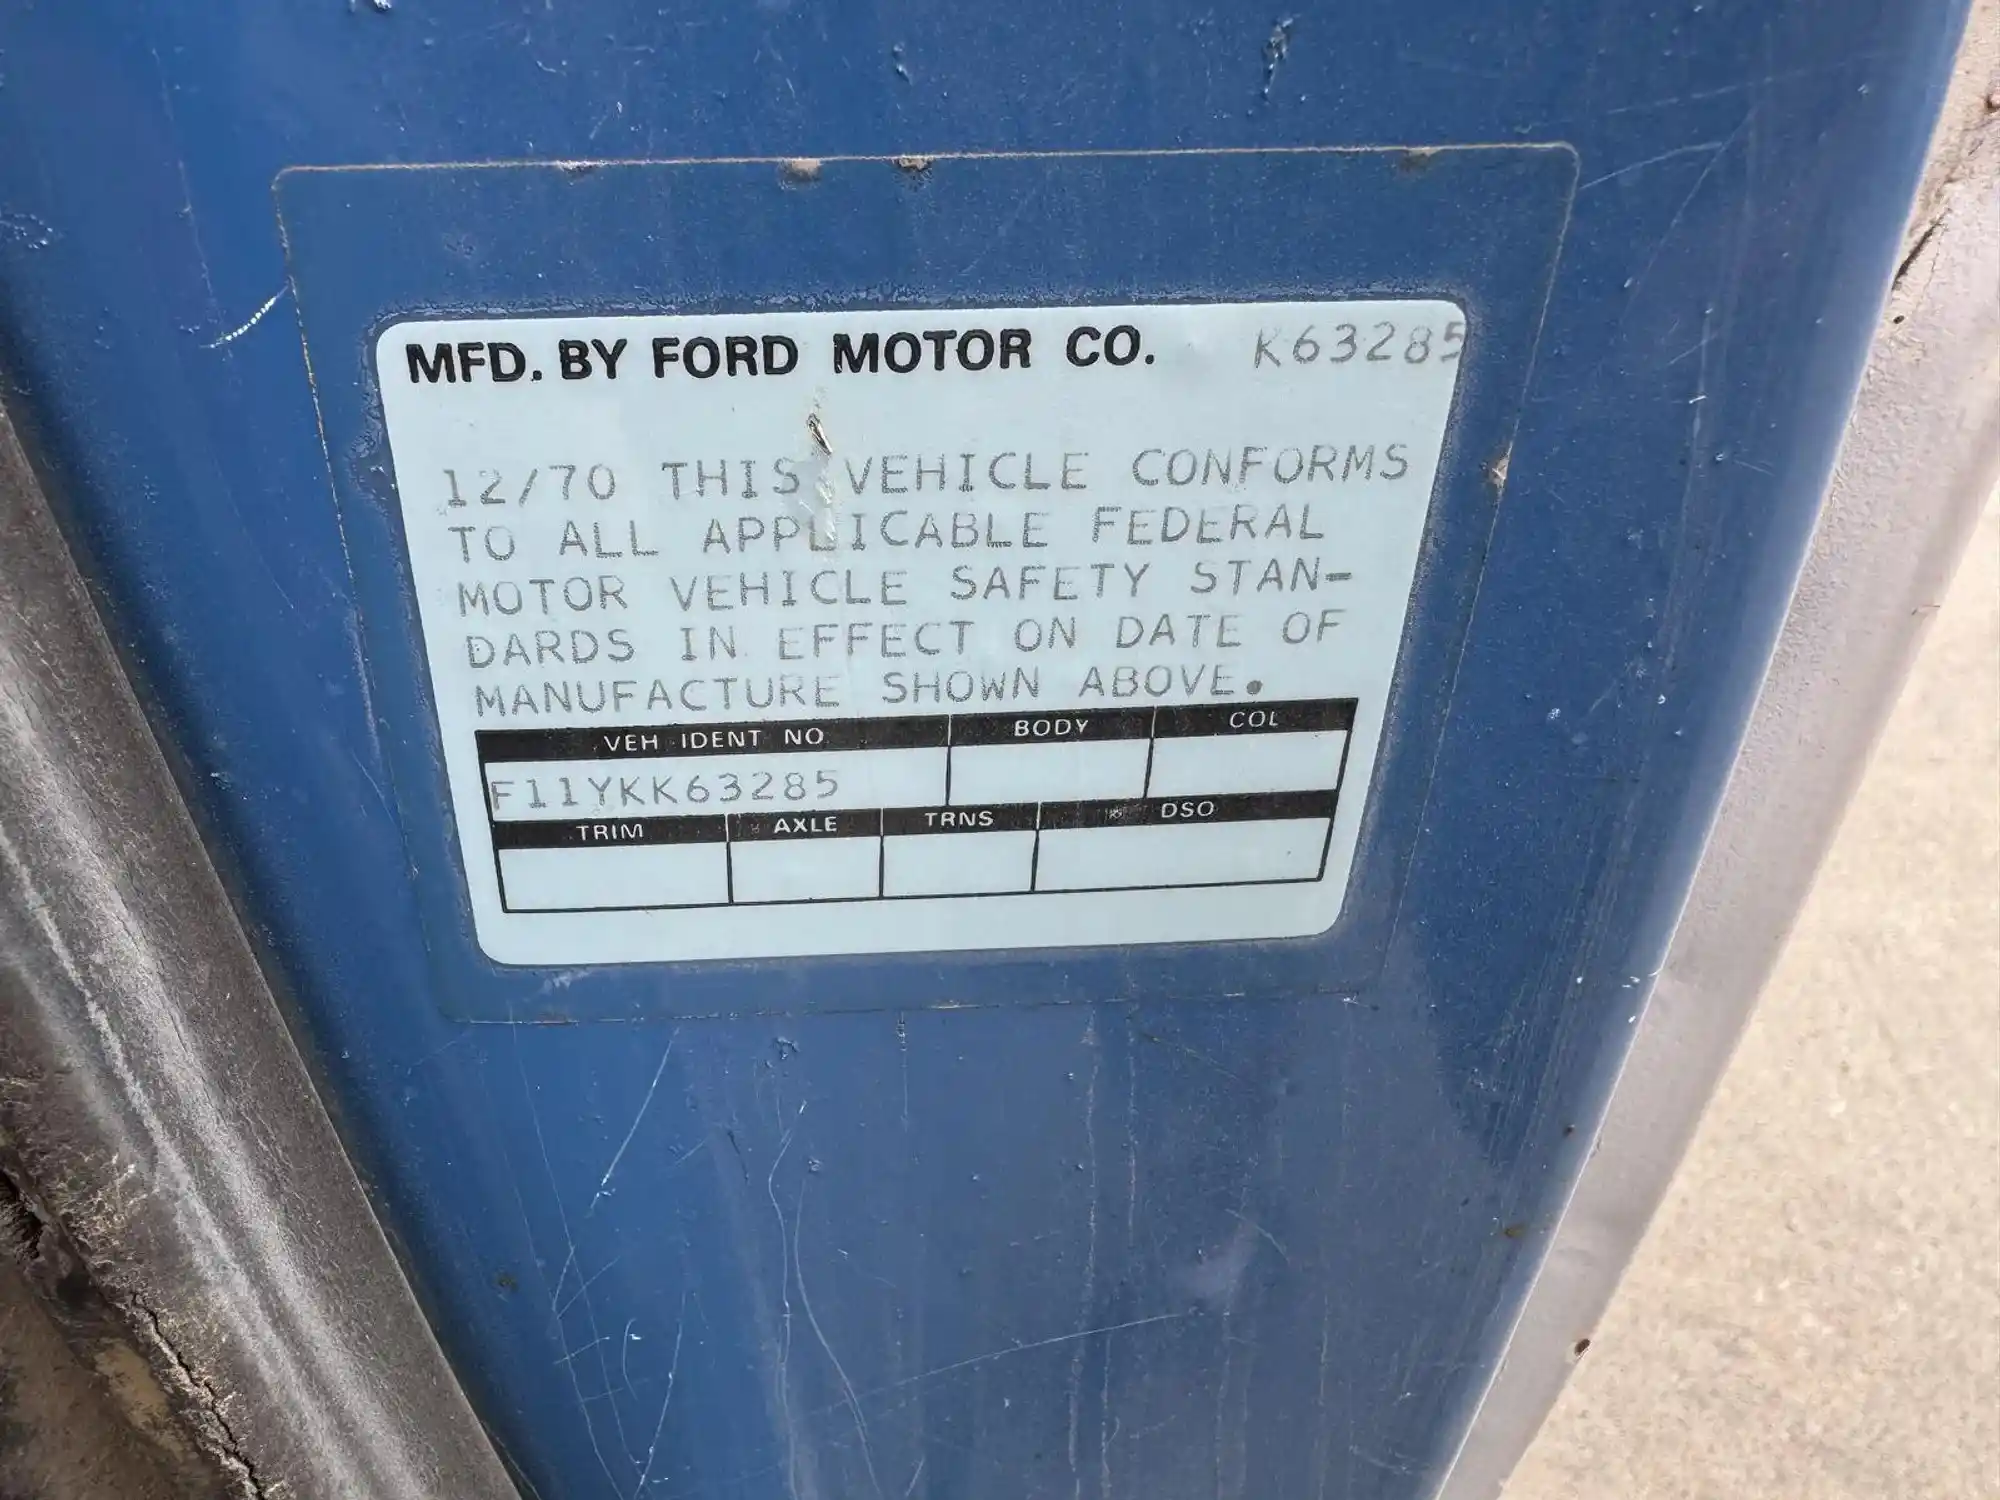 MFD. BY FORD MOTOR CO. K63285
12/70 THIS VEHICLE CONFORMS
TO ALL APPLICABLE FEDERAL
MOTOR VEHICLE SAFETY STAN-
DARDS IN EFFECT ON DATE OF
MANUFACTURE SHOWN ABOVE.
VEH IDENT NO BODY COL
F11YKK63285
TRIM AXLE TRNS DSO